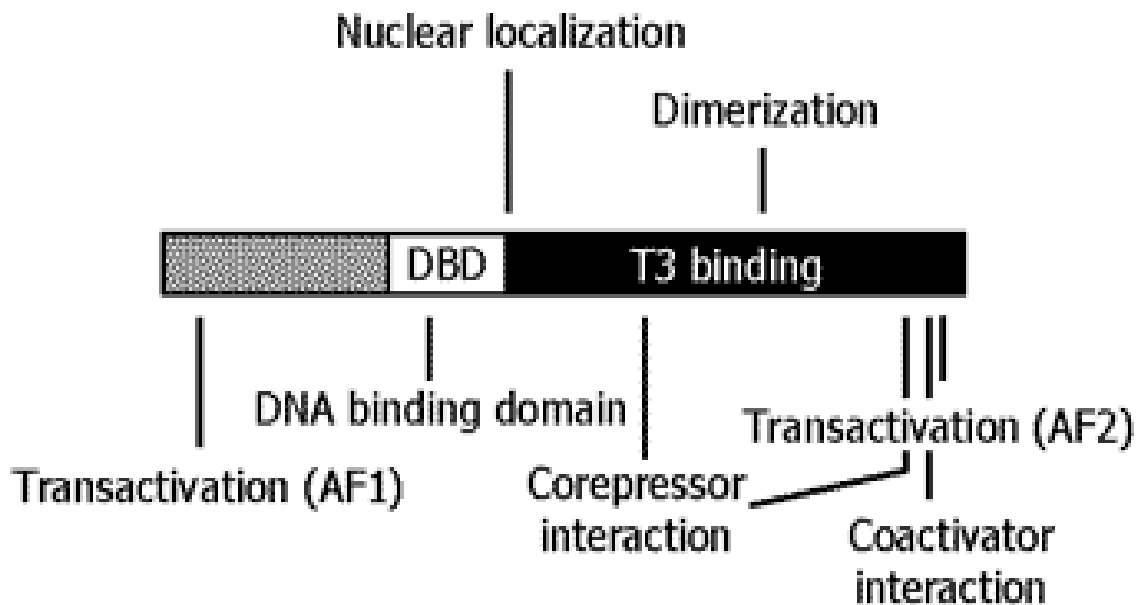 Nuclear localization
Dimerization
DBD
T3 binding
DNA binding domain
Transactivation (AF2)
Transactivation (AF1)
Corepressor
interaction
Coactivator
interaction